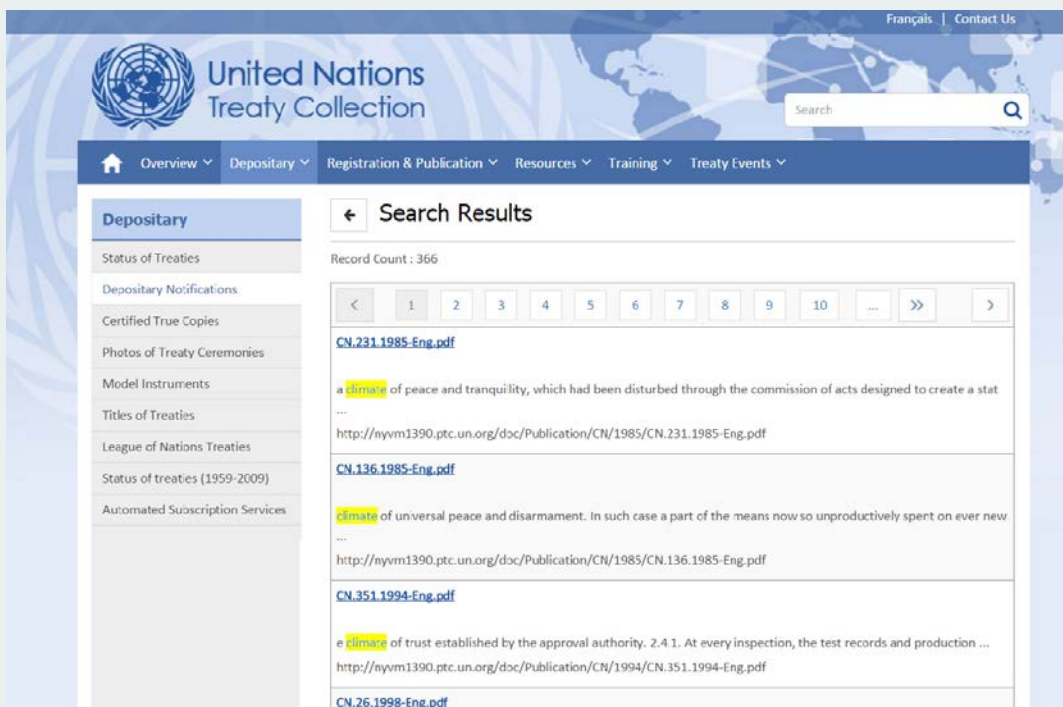 Français | Contact Us
United Nations
Treaty Collection
Search
Overview Depositary Registration & Publication Resources Training Treaty Events
Depositary
Status of Treaties
Depositary Notifications
Certified True Copies
Photos of Treaty Ceremonies
Model Instruments
Titles of Treaties
League of Nations Treaties
Status of treaties (1959-2009)
Automated Subscription Services
Search Results
Record Count : 366
< 1 2 3 4 5 6 7 8 9 10 ... >> >
CN.231.1985-Eng.pdf
a climate of peace and tranquility, which had been disturbed through the commission of acts designed to create a stat
...
http://nyvm1390.ptc.un.org/doc/Publication/CN/1985/CN.231.1985-Eng.pdf
CN.136.1985-Eng.pdf
climate of universal peace and disarmament. In such case a part of the means now so unproductively spent on ever new
...
http://nyvm1390.ptc.un.org/doc/Publication/CN/1985/CN.136.1985-Eng.pdf
CN.351.1994-Eng.pdf
e climate of trust established by the approval authority. 2.4.1. At every inspection, the test records and production ...
http://nyvm1390.ptc.un.org/doc/Publication/CN/1994/CN.351.1994-Eng.pdf
CN.26.1998-Eng.pdf